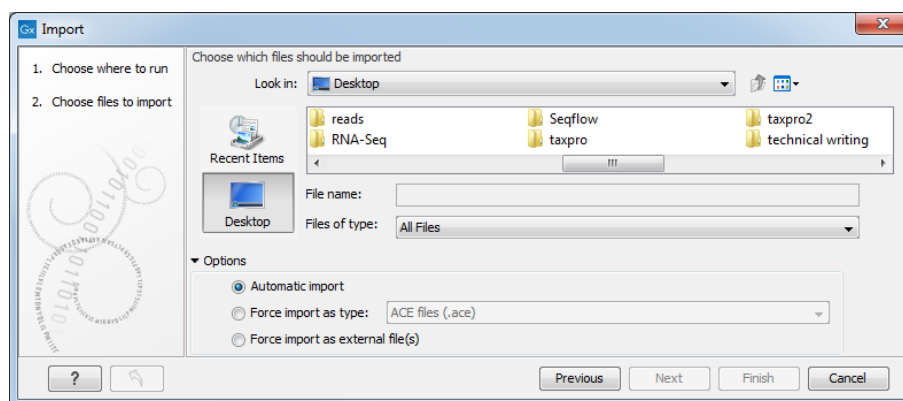 Gx Import
1. Choose where to run
2. Choose files to import
Choose which files should be imported
Look in: Desktop
Recent Items
Desktop
reads Seqflow taxpro2
RNA-Seq taxpro technical writing
File name:
Files of type: All Files
Options
Automatic import
Force import as type: ACE files (.ace)
Force import as external file(s)
? Previous Next Finish Cancel